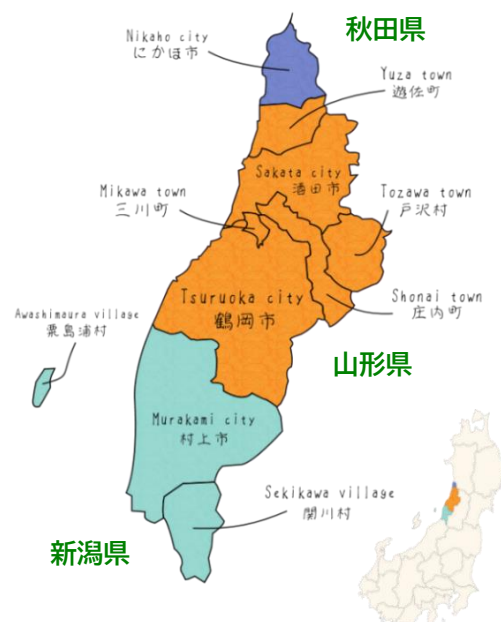 秋田県
Nikaho city
にかほ市
Yuza town
遊佐町
Sakata city
酒田市
Mikawa town
三川町
Tozawa town
戸沢村
Tsuruoka city
鶴岡市
Shonai town
庄内町
Awashimaura village
粟島浦村
山形県
Murakami city
村上市
Sekikawa village
関川村
新潟県